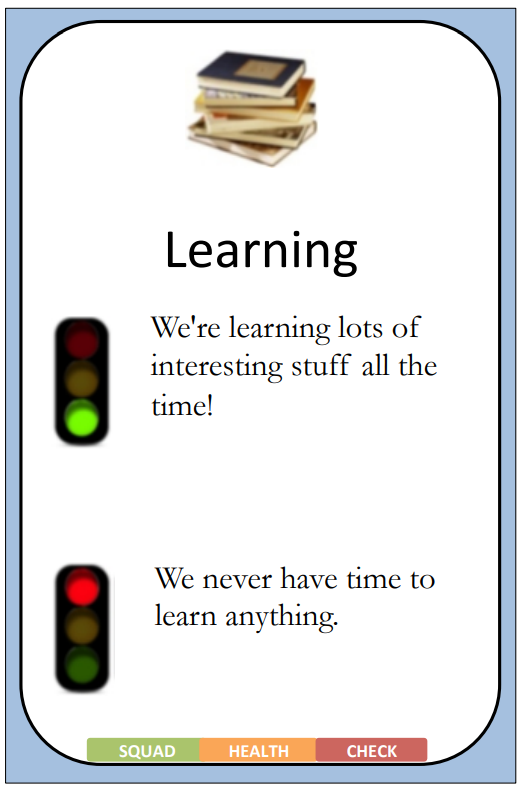 Learning
We're learning lots of
interesting stuff all the
time!
We never have time to
learn anything.
SQUAD HEALTH CHECK